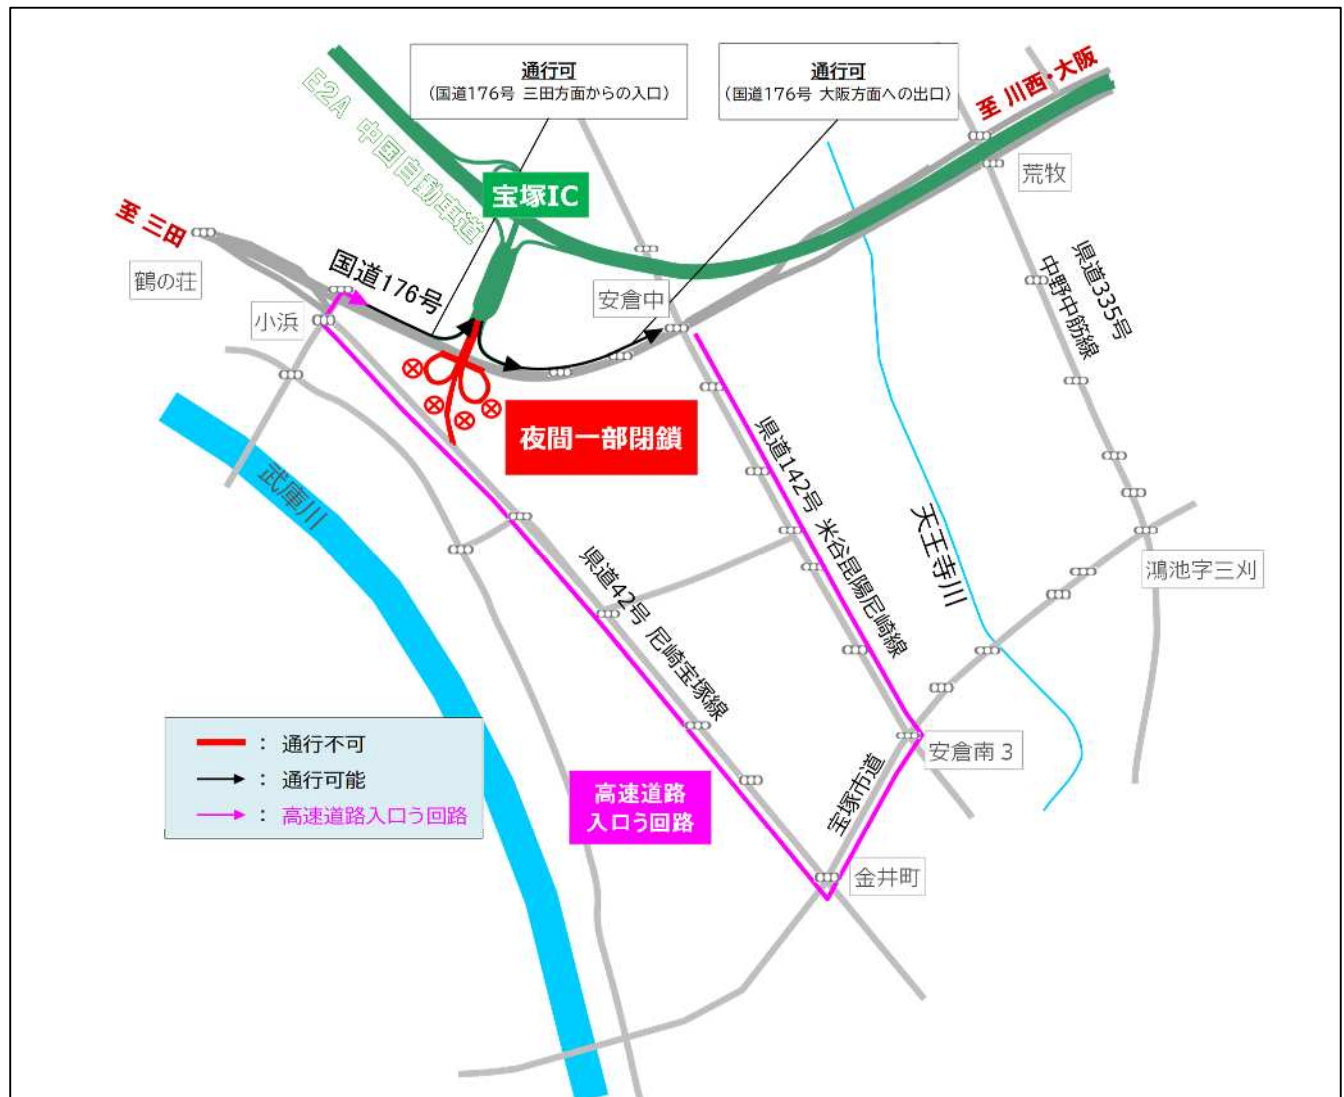 通行可
(国道176号 三田方面からの入口)
通行可
(国道176号 大阪方面への出口)
至 川西・大阪
E2A 中国自動車道
宝塚IC
荒牧
至 三田
鶴の荘
国道176号
小浜
安倉中
県道335号
中野中筋線
夜間一部閉鎖
武庫川
県道142号 米谷昆陽尼崎線
天王寺川
県道42号 尼崎宝塚線
鴻池字三刈
： 通行不可
： 通行可能
： 高速道路入口う回路
高速道路
入口う回路
宝塚市道
安倉南3
金井町